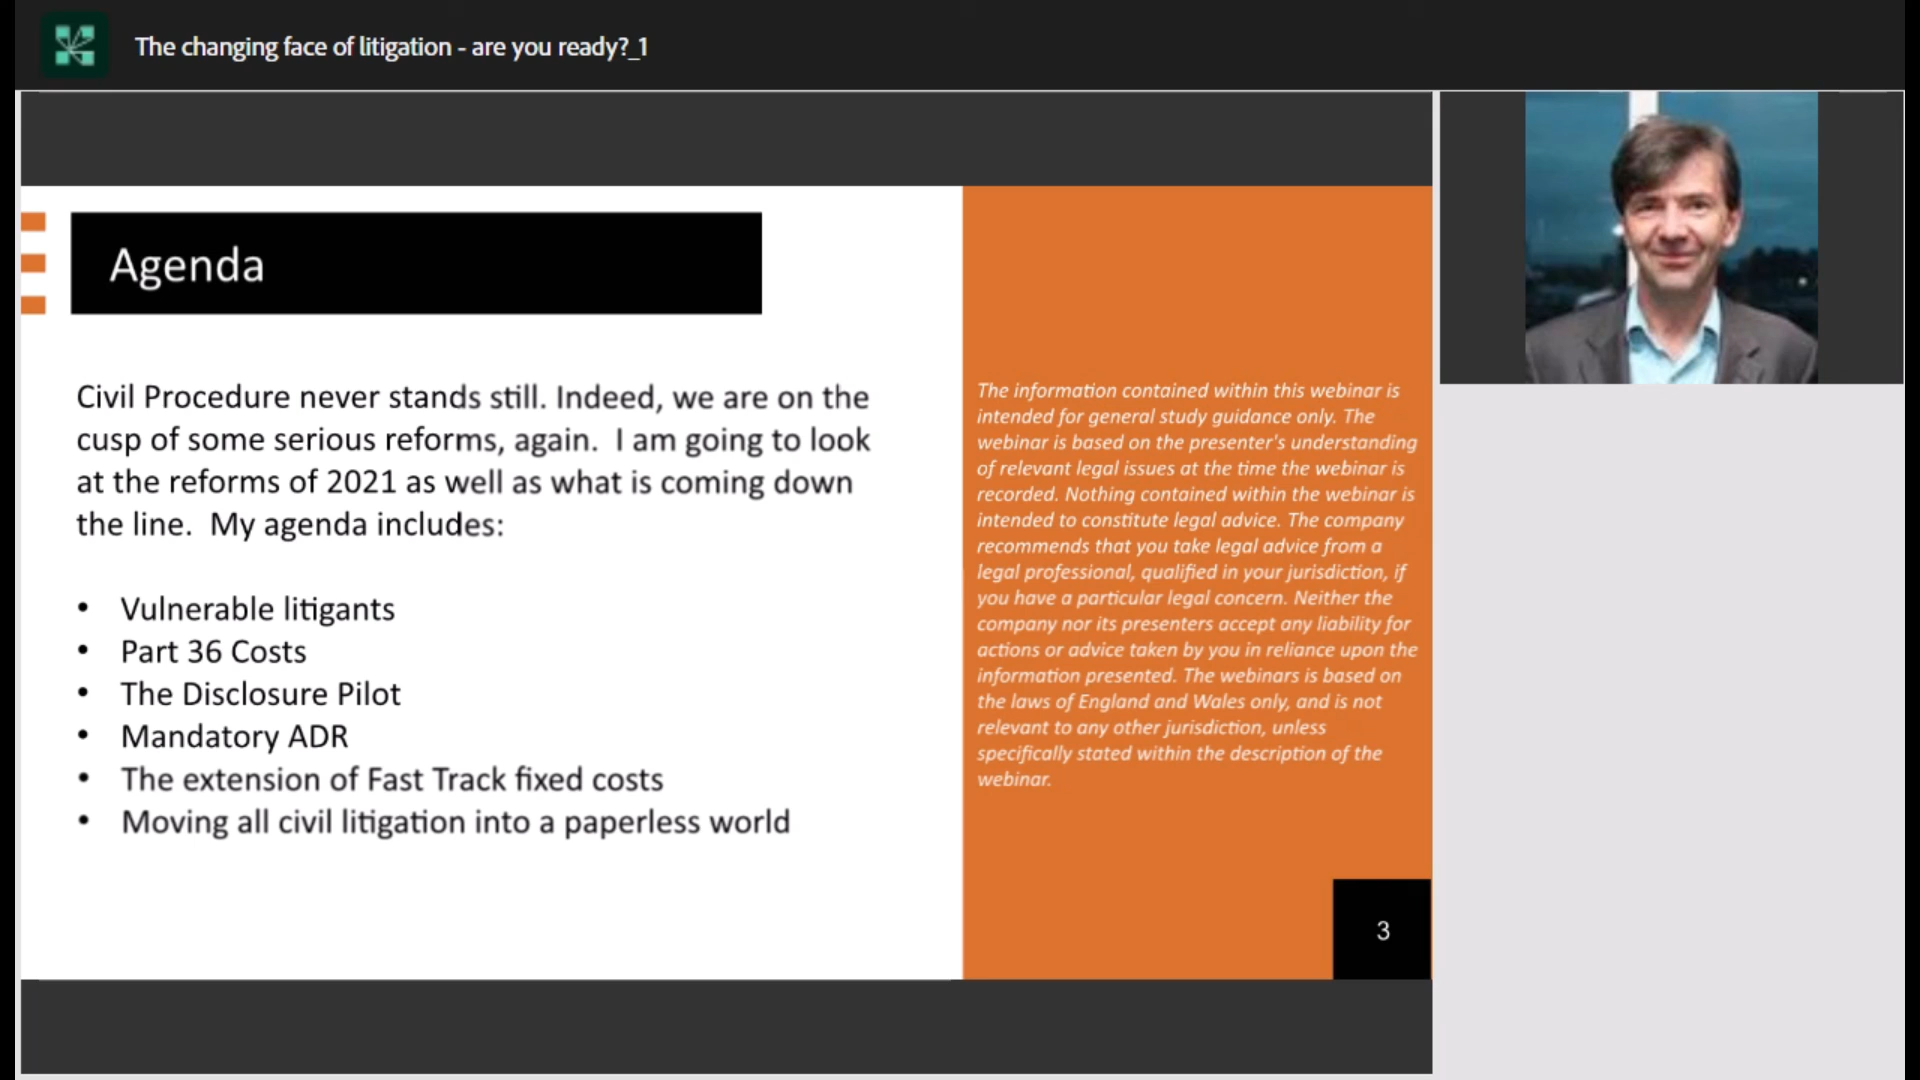 The changing face of litigation - are you ready?_1
Agenda
Civil Procedure never stands still. Indeed, we are on the
cusp of some serious reforms, again.  I am going to look
at the reforms of 2021 as well as what is coming down
the line.  My agenda includes:
• Vulnerable litigants
• Part 36 Costs
• The Disclosure Pilot
• Mandatory ADR
• The extension of Fast Track fixed costs
• Moving all civil litigation into a paperless world
The information contained within this webinar is
intended for general study guidance only. The
webinar is based on the presenter's understanding
of relevant legal issues at the time the webinar is
recorded. Nothing contained within the webinar is
intended to constitute legal advice. The company
recommends that you take legal advice from a
legal professional, qualified in your jurisdiction, if
you have a particular legal concern. Neither the
company nor its presenters accept any liability for
actions or advice taken by you in reliance upon the
information presented. The webinars is based on
the laws of England and Wales only, and is not
relevant to any other jurisdiction, unless
specifically stated within the description of the
webinar.
3